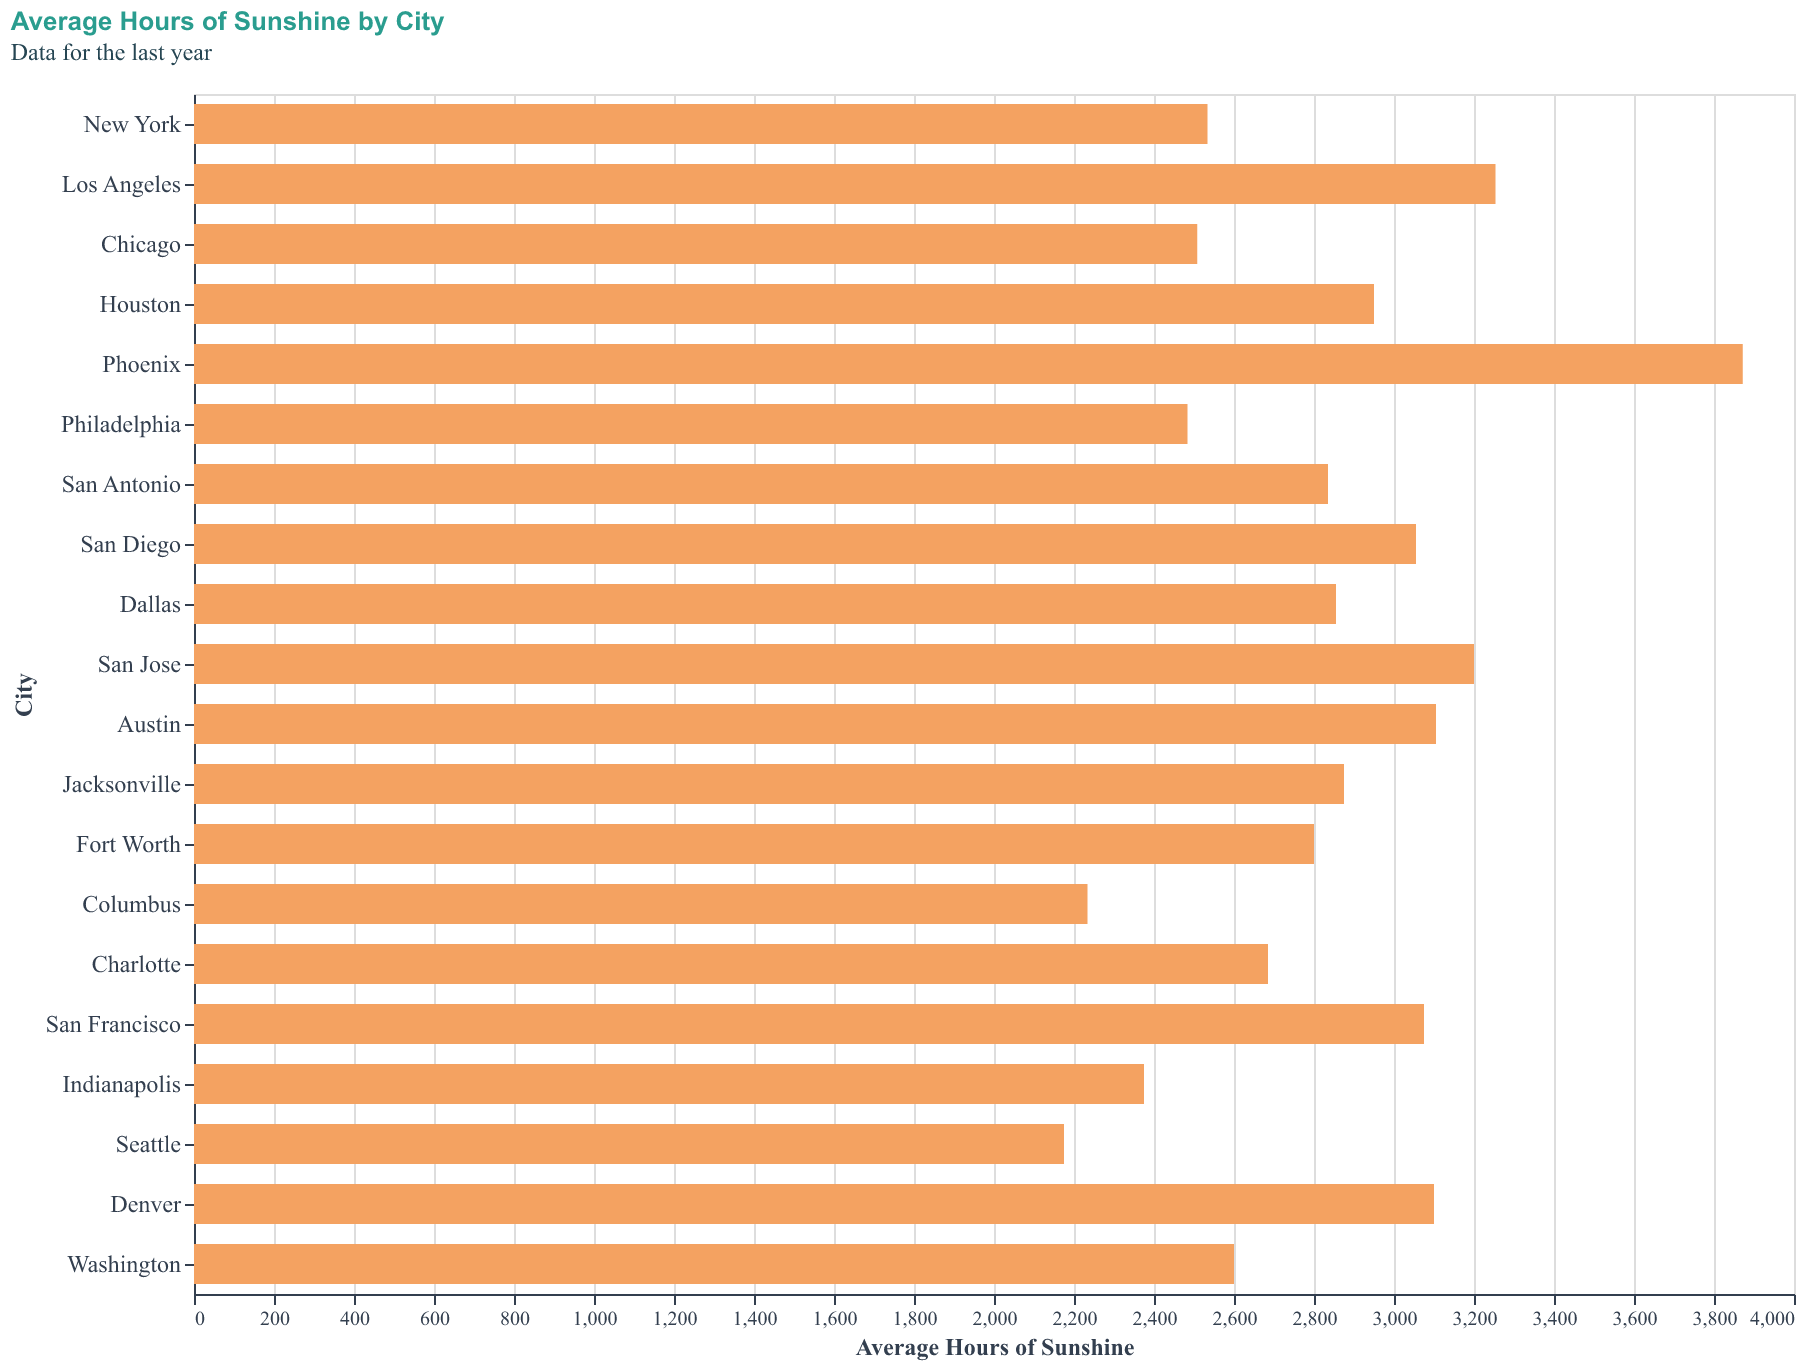 Average Hours of Sunshine by City
Data for the last year
New York
Los Angeles
Chicago
Houston
Phoenix
Philadelphia
San Antonio
San Diego
Dallas
San Jose
Austin
Jacksonville
Fort Worth
Columbus
Charlotte
San Francisco
Indianapolis
Seattle
Denver
Washington
City
0 200 400 600 800 1,000 1,200 1,400 1,600 1,800 2,000 2,200 2,400 2,600 2,800 3,000 3,200 3,400 3,600 3,800 4,000
Average Hours of Sunshine